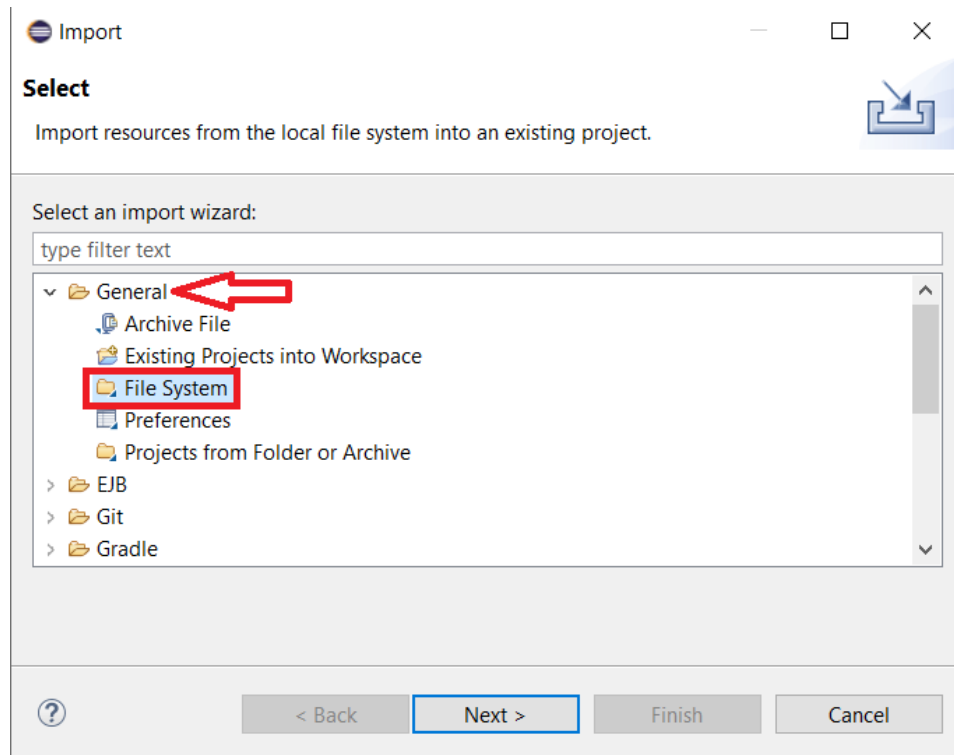 Import
Select
Import resources from the local file system into an existing project.
Select an import wizard:
type filter text
General
Archive File
Existing Projects into Workspace
File System
Preferences
Projects from Folder or Archive
EJB
Git
Gradle
? < Back Next > Finish Cancel